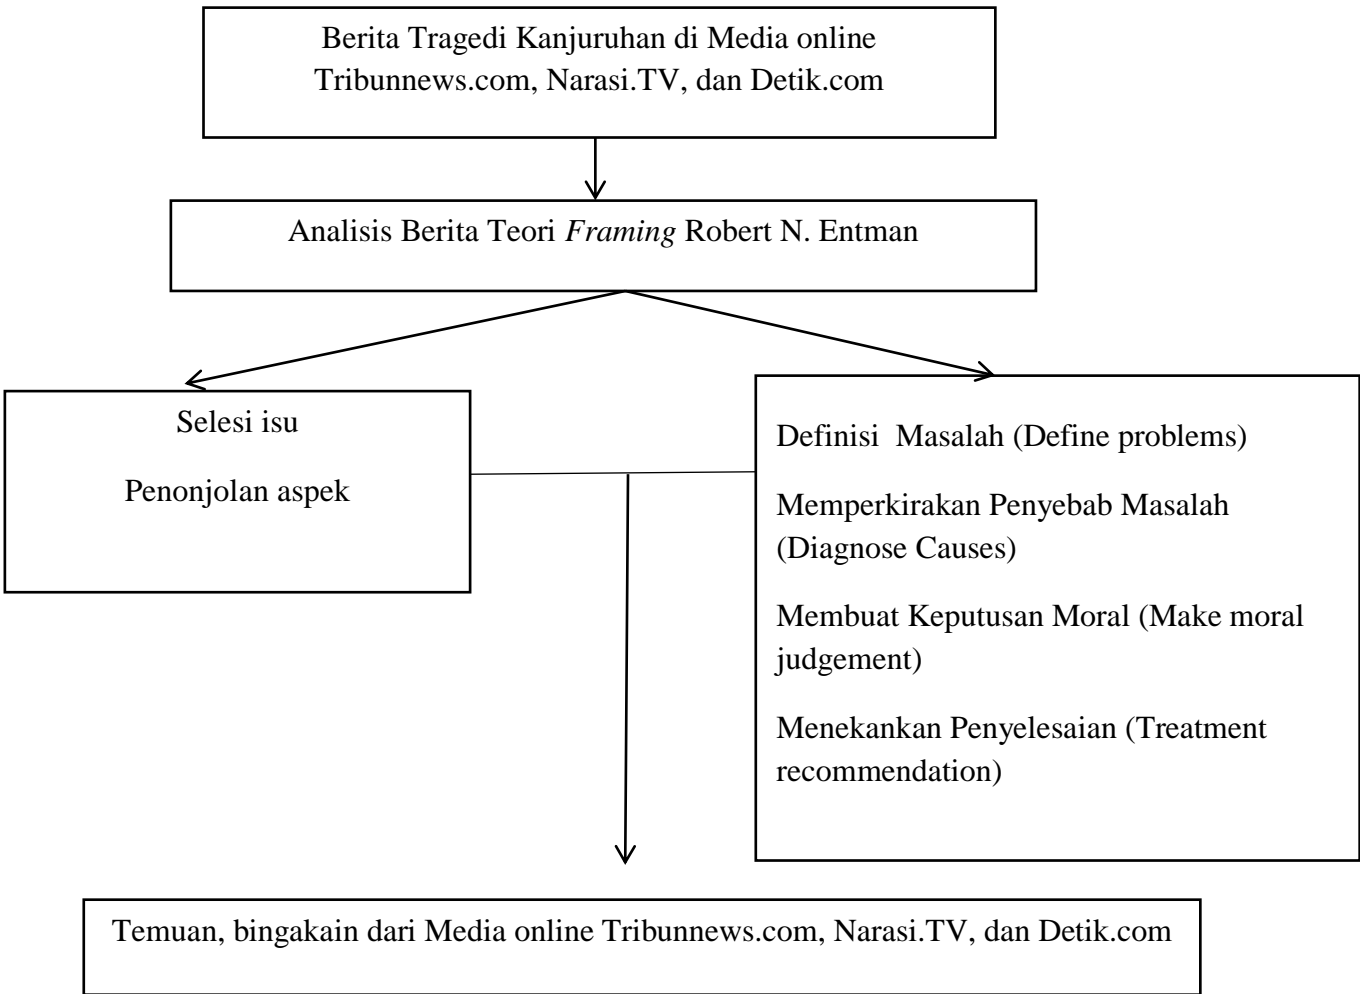 Berita Tragedi Kanjuruhan di Media online
Tribunnews.com, Narasi.TV, dan Detik.com
Analisis Berita Teori Framing Robert N. Entman
Selesi isu
Penonjolan aspek
Definisi  Masalah (Define problems)
Memperkirakan Penyebab Masalah
(Diagnose Causes)
Membuat Keputusan Moral (Make moral
judgement)
Menekankan Penyelesaian (Treatment
recommendation)
Temuan, bingakain dari Media online Tribunnews.com, Narasi.TV, dan Detik.com